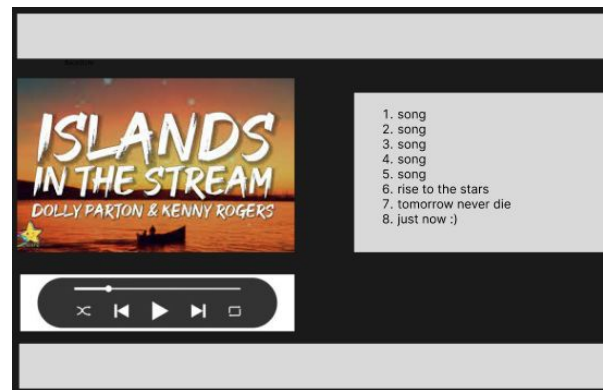 ISLANDS
IN THE STREAM
DOLLY PARTON & KENNY ROGERS
1. song
2. song
3. song
4. song
5. song
6. rise to the stars
7. tomorrow never die
8. just now :)